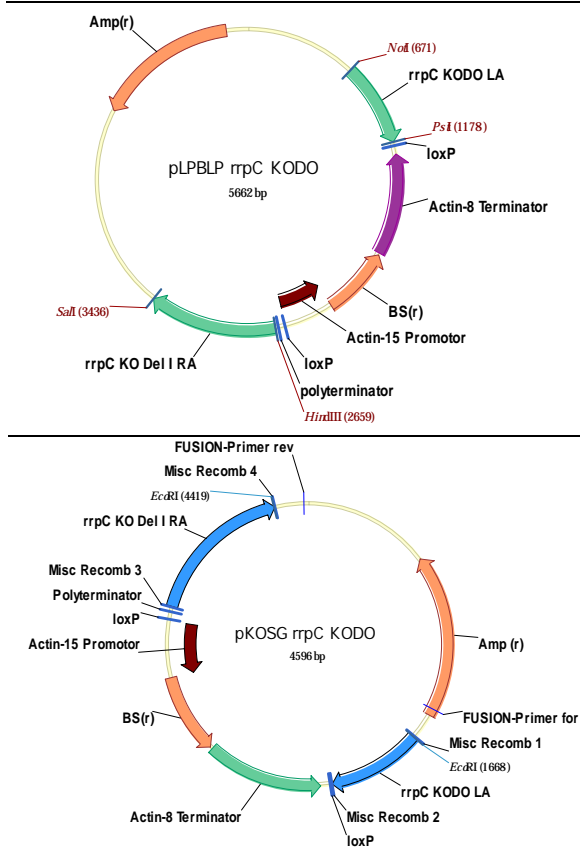 Amp(r)
NotI (671)
rrpC KODO LA
PstI (1178)
loxP
pLPBLP rrpC KODO
5662 bp
Actin-8 Terminator
BS(r)
SalI (3436)
Actin-15 Promotor
rrpC KO Del I RA
loxP
polyterminator
HindIII (2659)
FUSION-Primer rev
Misc Recomb 4
EcoRI (4419)
rrpC KO Del I RA
Misc Recomb 3
Polyterminator
loxP
pKOSG rrpC KODO
4596 bp
Actin-15 Promotor
Amp (r)
BS(r)
FUSION-Primer for
Misc Recomb 1
EcoRI (1668)
rrpC KODO LA
Actin-8 Terminator
Misc Recomb 2
loxP